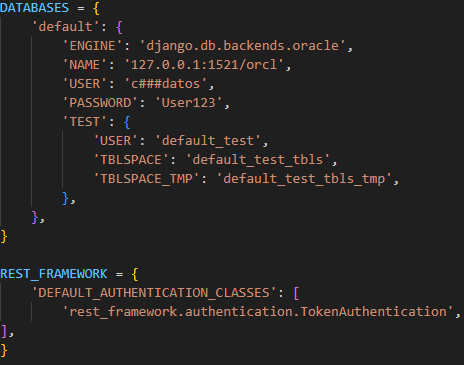 DATABASES = {
    'default': {
        'ENGINE': 'django.db.backends.oracle',
        'NAME': '127.0.0.1:1521/orcl',
        'USER': 'c###datos',
        'PASSWORD': 'User123',
        'TEST': {
            'USER': 'default_test',
            'TBLSPACE': 'default_test_tbls',
            'TBLSPACE_TMP': 'default_test_tbls_tmp',
        },
    },
}
REST_FRAMEWORK = {
    'DEFAULT_AUTHENTICATION_CLASSES': [
        'rest_framework.authentication.TokenAuthentication',
],
}